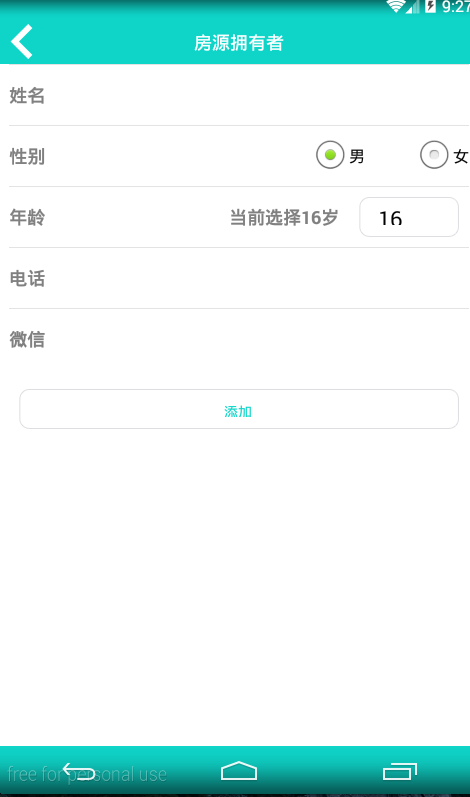 9:27
房源拥有者
姓名
性别 男 女
年龄 当前选择16岁 16
电话
微信
添加
free for personal use